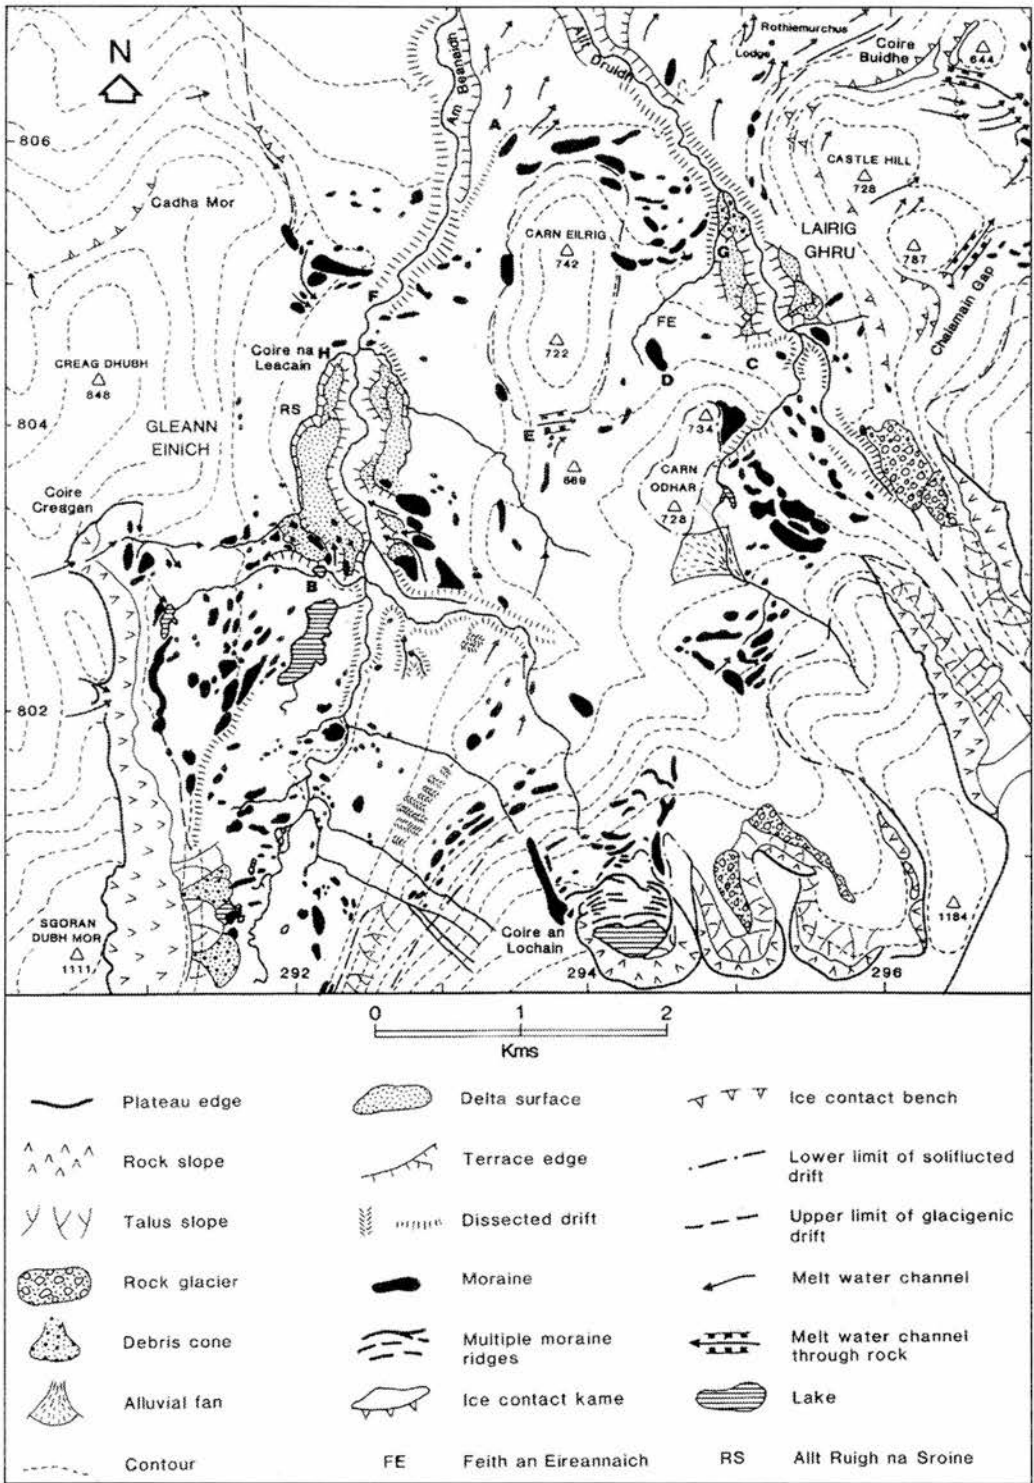 Rothiemurchus
Lodge
Coire
Buidhe
644
N
Am Beanaidh
Allt
Druidh
A
806
CASTLE HILL
728
Cadha Mor
LAIRIG
GHRU
CARN EILRIG
742
G
787
Chalamain Gap
F
FE
722
Coire na
Leacain
H
C
CREAG DHUBH
848
D
RS
804
GLEANN
EINICH
E
734
669
CARN
ODHAR
728
Coire
Creagan
B
802
SGORAN
DUBH MOR
1111
1184
Coire an
Lochain
292
294
296
0 1 2
Kms
Plateau edge
Delta surface
Ice contact bench
Rock slope
Terrace edge
Lower limit of soliflucted
drift
Talus slope
Dissected drift
Upper limit of glacigenic
drift
Rock glacier
Moraine
Melt water channel
Debris cone
Multiple moraine
ridges
Melt water channel
through rock
Alluvial fan
Ice contact kame
Lake
Contour
FE Feith an Eireannaich
RS Allt Ruigh na Sroine